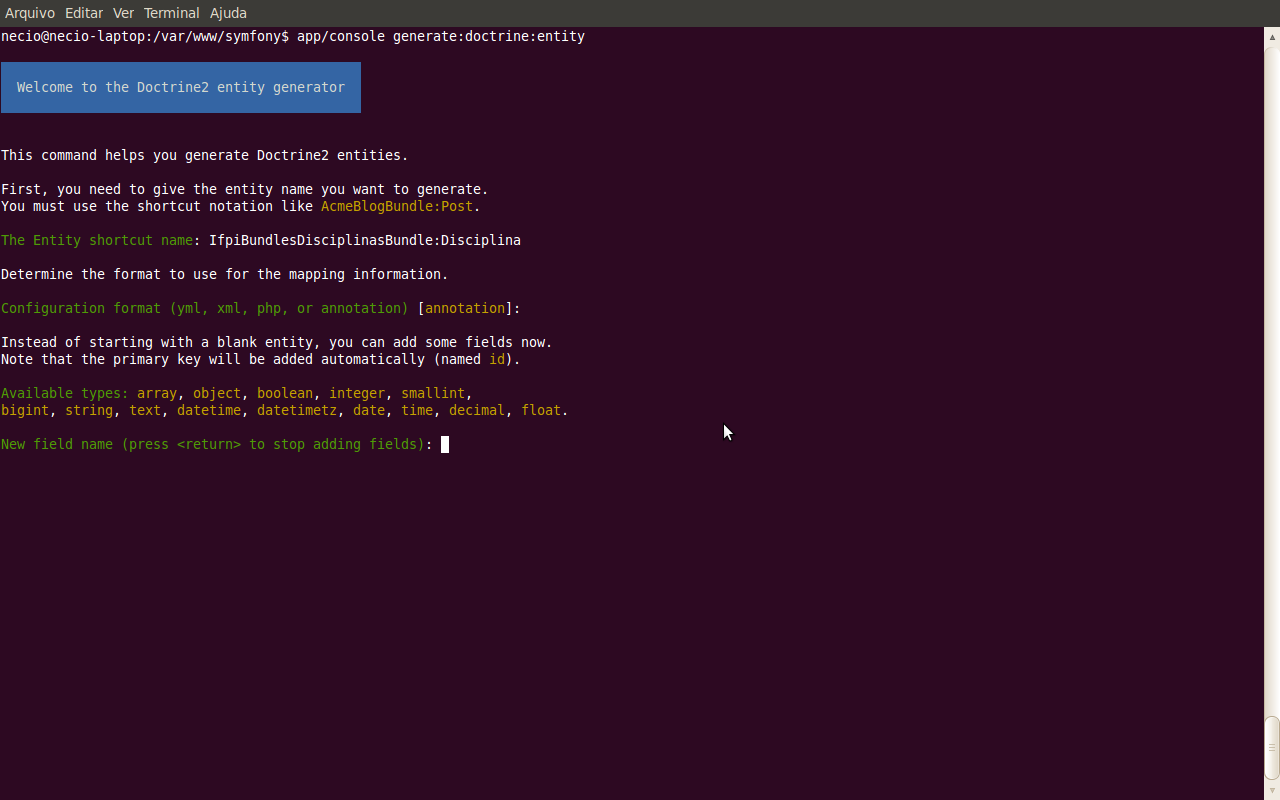 Arquivo Editar Ver Terminal Ajuda
necio@necio-laptop:/var/www/symfony$ app/console generate:doctrine:entity
Welcome to the Doctrine2 entity generator
This command helps you generate Doctrine2 entities.
First, you need to give the entity name you want to generate.
You must use the shortcut notation like AcmeBlogBundle:Post.
The Entity shortcut name: IfpiBundlesDisciplinasBundle:Disciplina
Determine the format to use for the mapping information.
Configuration format (yml, xml, php, or annotation) [annotation]:
Instead of starting with a blank entity, you can add some fields now.
Note that the primary key will be added automatically (named id).
Available types: array, object, boolean, integer, smallint,
bigint, string, text, datetime, datetimetz, date, time, decimal, float.
New field name (press <return> to stop adding fields):